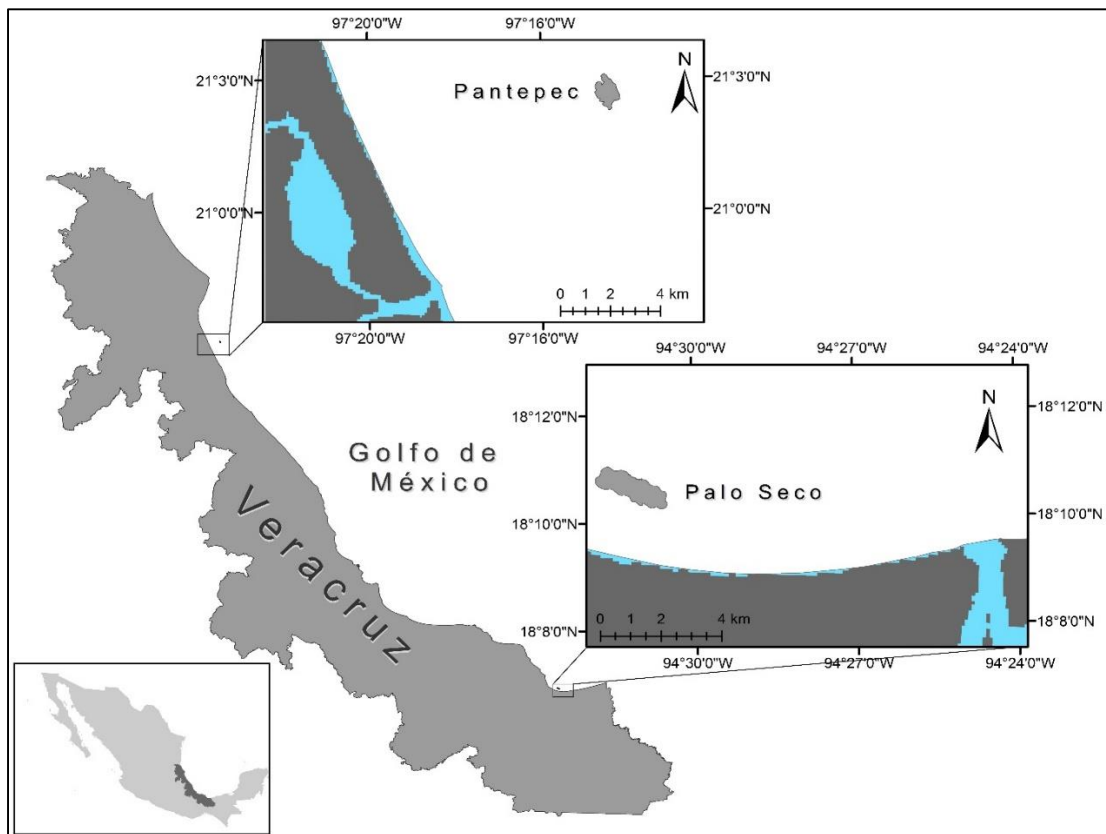 97°20'0"W 97°16'0"W
N
21°3'0"N Pantepec 21°3'0"N
21°0'0"N 21°0'0"N
0 1 2 4 km
97°20'0"W 97°16'0"W
94°30'0"W 94°27'0"W 94°24'0"W
N
18°12'0"N 18°12'0"N
Golfo de
México
Palo Seco
18°10'0"N 18°10'0"N
Veracruz
0 1 2 4 km
18°8'0"N 18°8'0"N
94°30'0"W 94°27'0"W 94°24'0"W